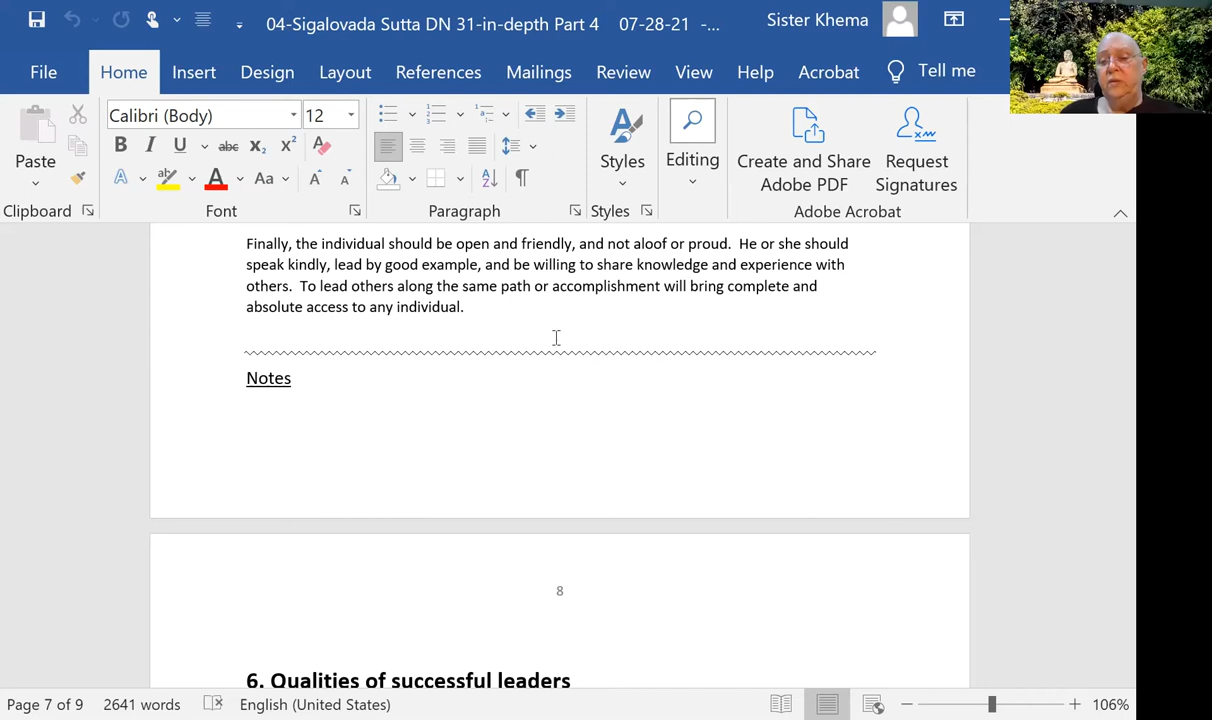 04-Sigalovada Sutta DN 31-in-depth Part 4 07-28-21 -...
Sister Khema
File Home Insert Design Layout References Mailings Review View Help Acrobat Tell me
Calibri (Body) 12
Paste
B I U abc X2 X2 Aa
Styles
Editing
Create and Share Adobe PDF
Request Signatures
Clipboard Font Paragraph Styles Adobe Acrobat
Finally, the individual should be open and friendly, and not aloof or proud. He or she should
speak kindly, lead by good example, and be willing to share knowledge and experience with
others. To lead others along the same path or accomplishment will bring complete and
absolute access to any individual.
Notes
8
6. Qualities of successful leaders
Page 7 of 9 2641 words English (United States) 106%